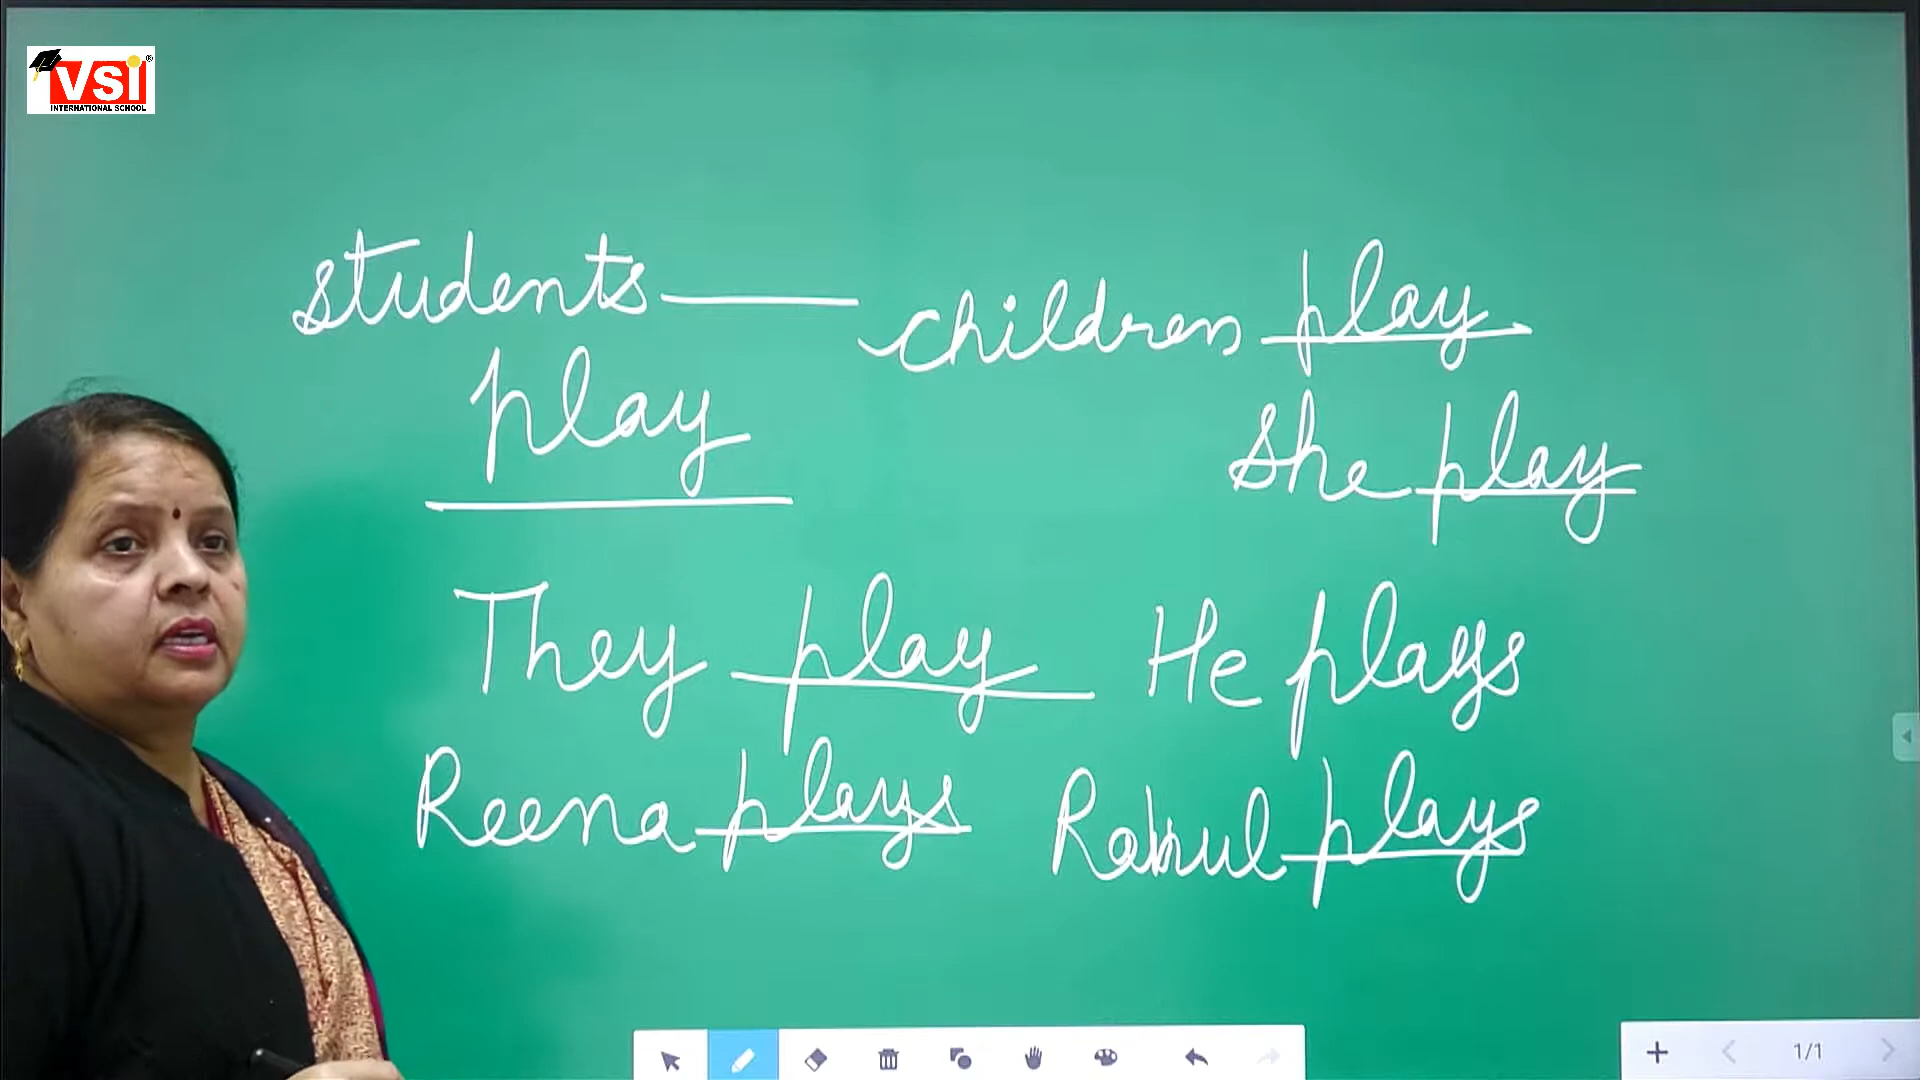 VSI
INTERNATIONAL SCHOOL
students
children play
play
She play
They play He plays
Reena plays Rahul plays
1/1